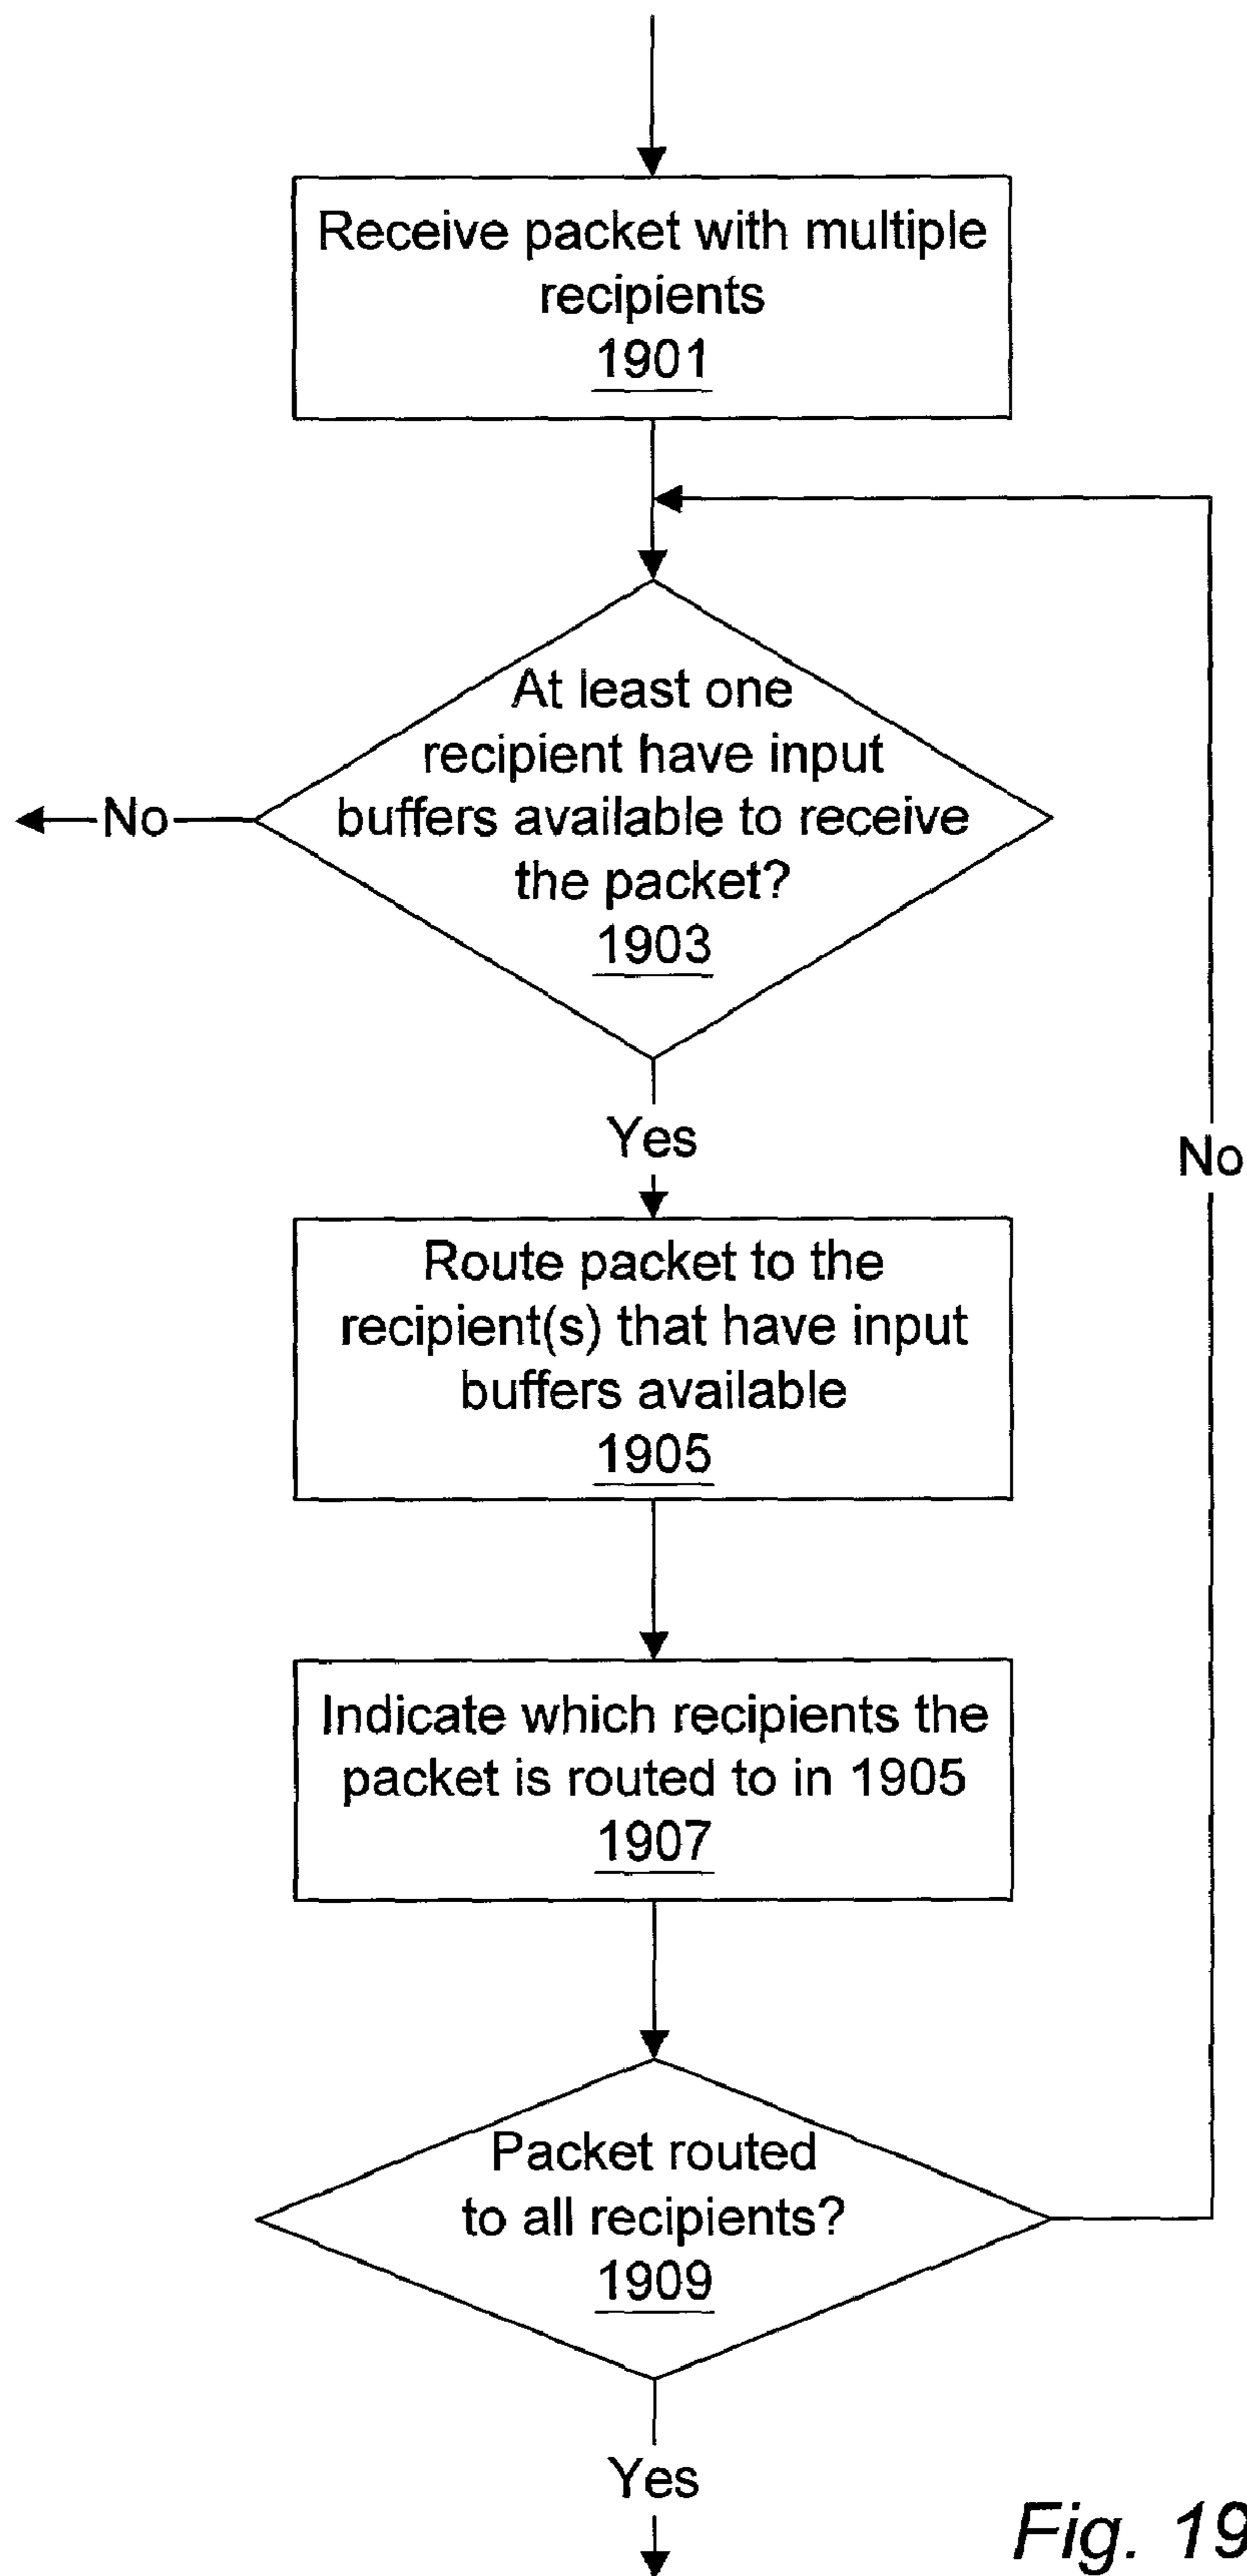 Receive packet with multiple
recipients
1901
At least one
recipient have input
buffers available to receive
the packet?
1903
No
Yes
No
Route packet to the
recipient(s) that have input
buffers available
1905
Indicate which recipients the
packet is routed to in 1905
1907
Packet routed
to all recipients?
1909
Yes
Fig. 19